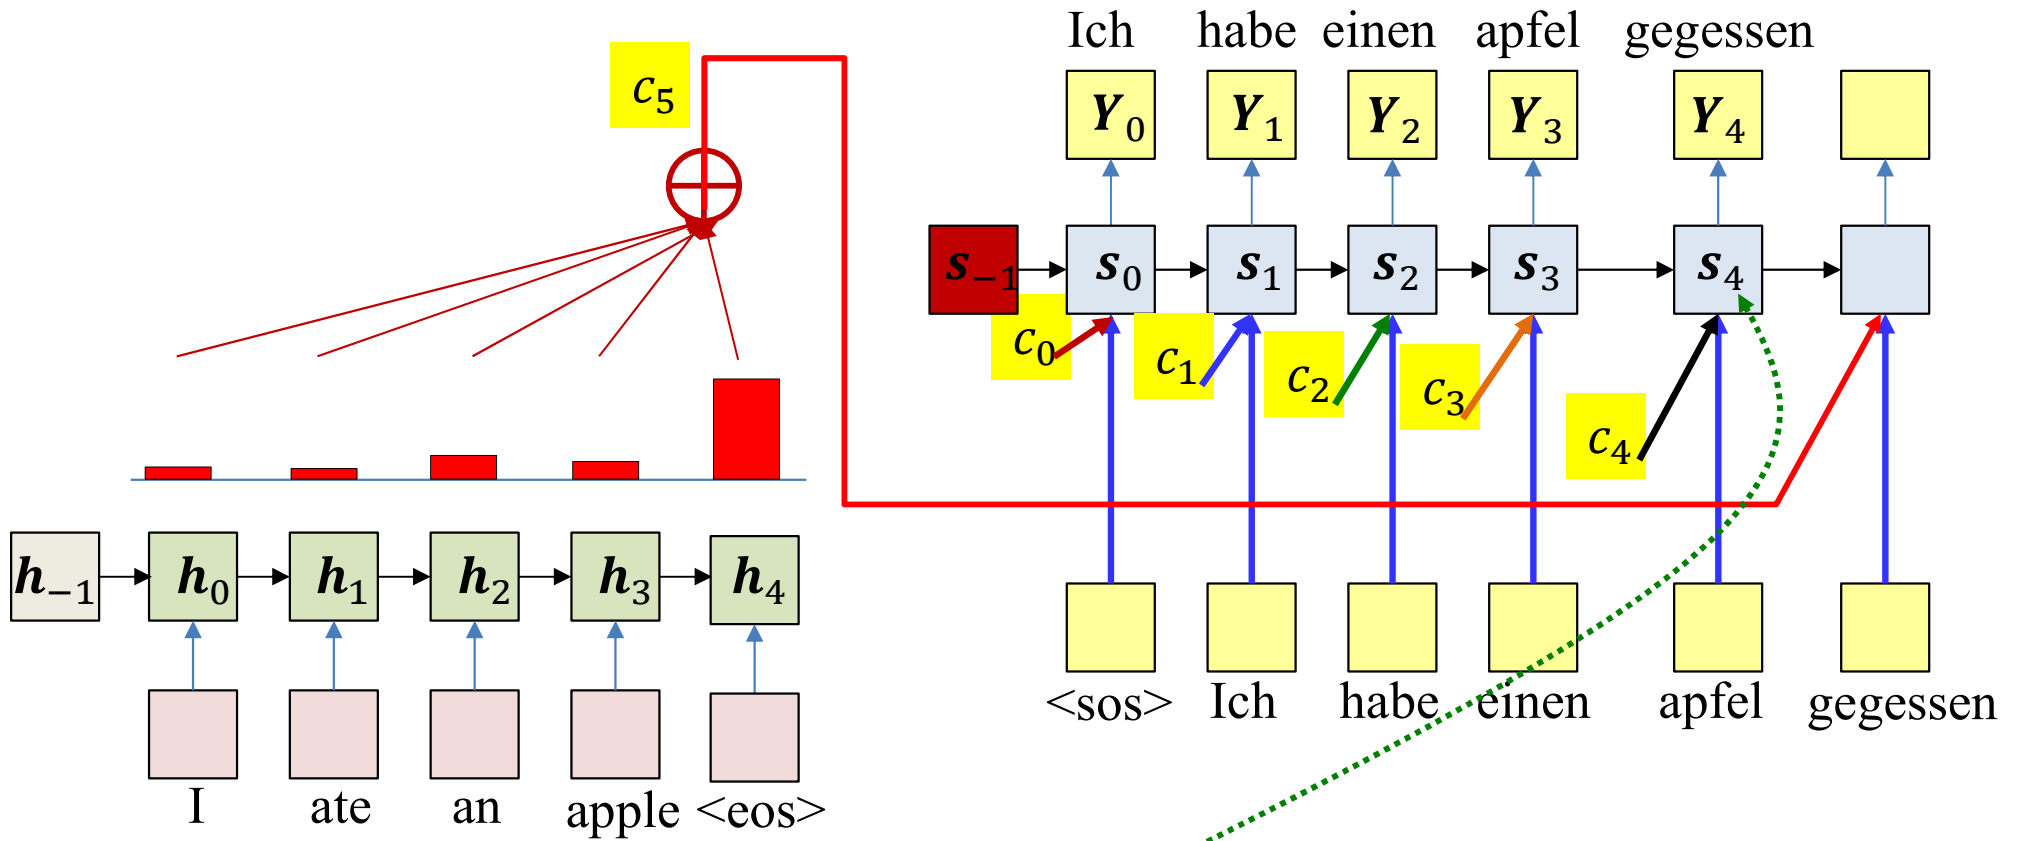 Ich habe einen apfel gegessen
c₅
Y₀ Y₁ Y₂ Y₃ Y₄
s₋₁ s₀ s₁ s₂ s₃ s₄
c₀ c₁ c₂ c₃ c₄
h₋₁ h₀ h₁ h₂ h₃ h₄
<sos> Ich habe einen apfel gegessen
I ate an apple <eos>